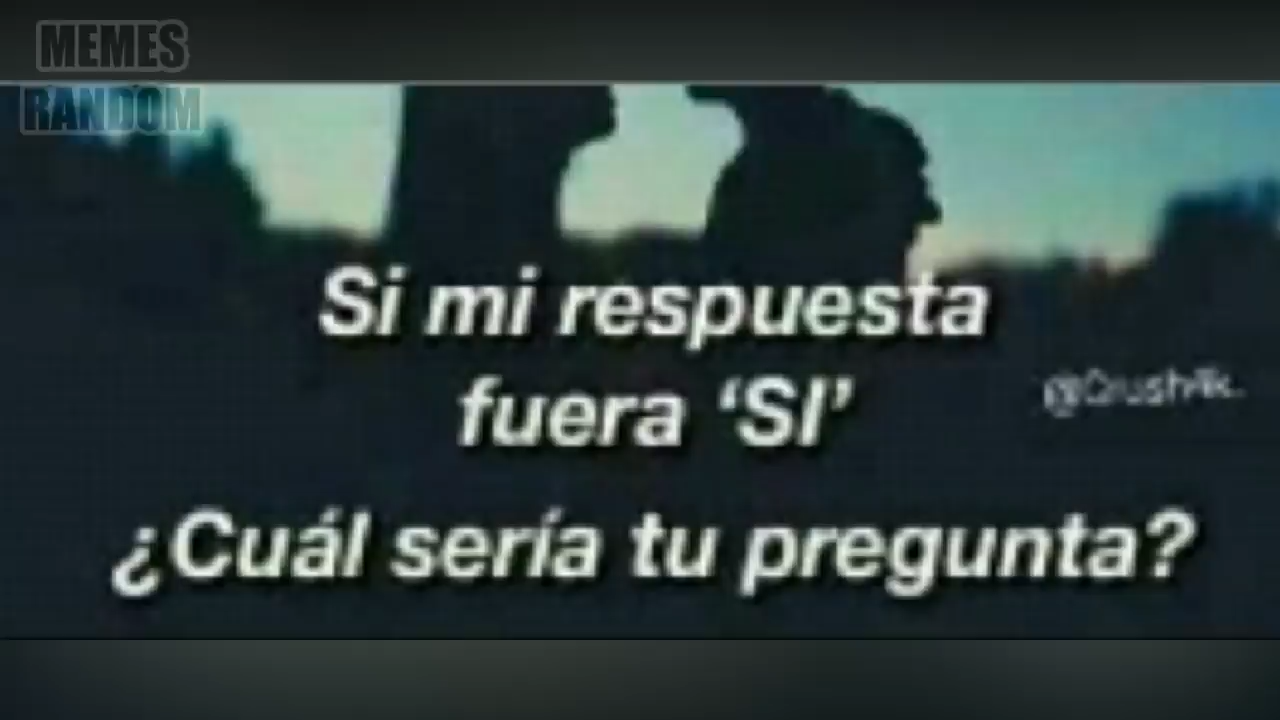 MEMES
RANDOM
Si mi respuesta
fuera ‘SI’
¿Cuál sería tu pregunta?